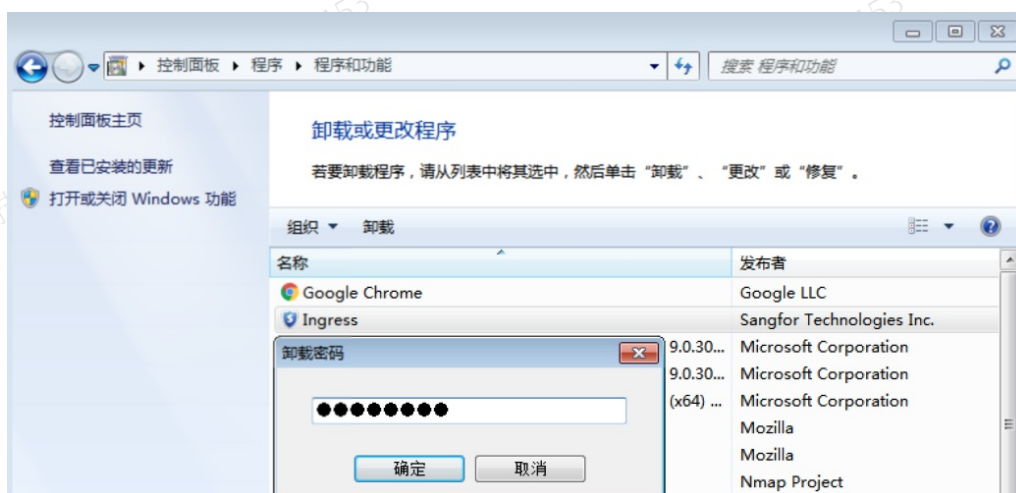 控制面板 ▸ 程序 ▸ 程序和功能
搜索 程序和功能
控制面板主页
查看已安装的更新
打开或关闭 Windows 功能
卸载或更改程序
若要卸载程序，请从列表中将其选中，然后单击“卸载”、“更改”或“修复”。
组织 卸载
名称 发布者
Google Chrome Google LLC
Ingress Sangfor Technologies Inc.
卸载密码
9.0.30... Microsoft Corporation
9.0.30... Microsoft Corporation
(x64) ... Microsoft Corporation
Mozilla
Mozilla
Nmap Project
●●●●●●●●
确定 取消